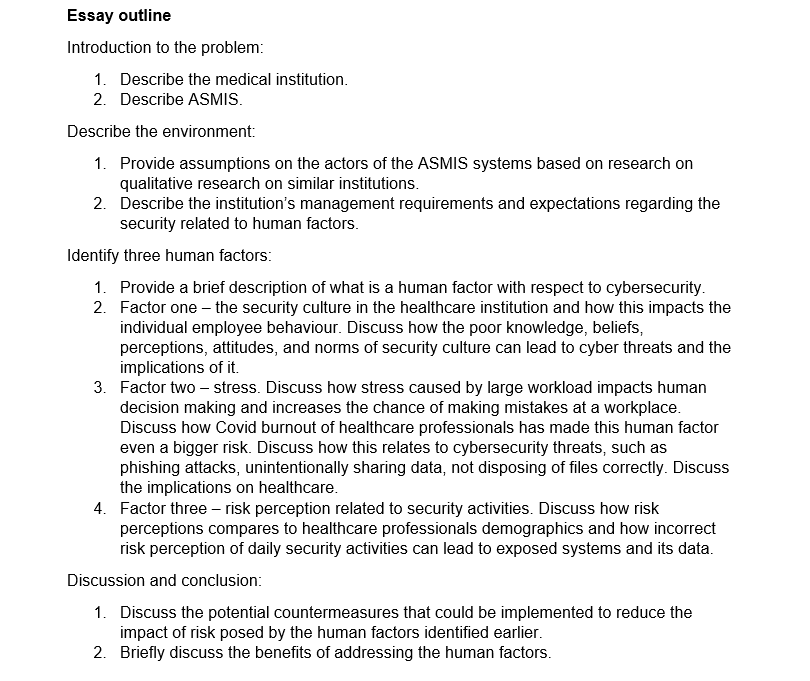 Essay outline
Introduction to the problem:
1. Describe the medical institution.
2. Describe ASMIS.
Describe the environment:
1. Provide assumptions on the actors of the ASMIS systems based on research on
qualitative research on similar institutions.
2. Describe the institution's management requirements and expectations regarding the
security related to human factors.
Identify three human factors:
1. Provide a brief description of what is a human factor with respect to cybersecurity.
2. Factor one – the security culture in the healthcare institution and how this impacts the
individual employee behaviour. Discuss how the poor knowledge, beliefs,
perceptions, attitudes, and norms of security culture can lead to cyber threats and the
implications of it.
3. Factor two – stress. Discuss how stress caused by large workload impacts human
decision making and increases the chance of making mistakes at a workplace.
Discuss how Covid burnout of healthcare professionals has made this human factor
even a bigger risk. Discuss how this relates to cybersecurity threats, such as
phishing attacks, unintentionally sharing data, not disposing of files correctly. Discuss
the implications on healthcare.
4. Factor three – risk perception related to security activities. Discuss how risk
perceptions compares to healthcare professionals demographics and how incorrect
risk perception of daily security activities can lead to exposed systems and its data.
Discussion and conclusion:
1. Discuss the potential countermeasures that could be implemented to reduce the
impact of risk posed by the human factors identified earlier.
2. Briefly discuss the benefits of addressing the human factors.